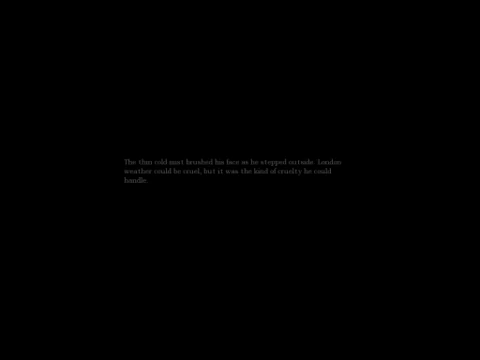 The thin cold mist brushed his face as he stepped outside. London
weather could be cruel, but it was the kind of cruelty he could
handle.